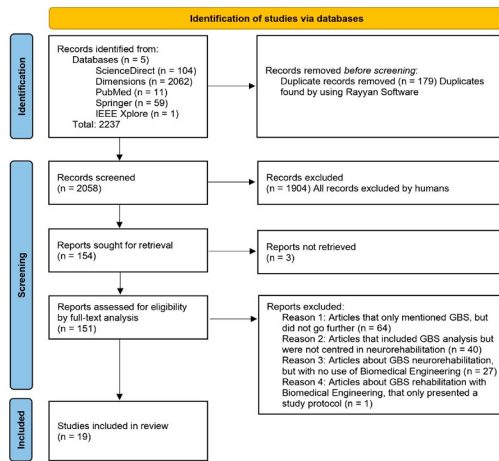 Identification of studies via databases
Identification
Records identified from:
Databases (n = 5)
ScienceDirect (n = 104)
Dimensions (n = 2062)
PubMed (n = 11)
Springer (n = 59)
IEEE Xplore (n = 1)
Total: 2237
Records removed before screening:
Duplicate records removed (n = 179) Duplicates
found by using Rayyan Software
Screening
Records screened
(n = 2058)
Records excluded
(n = 1904) All records excluded by humans
Reports sought for retrieval
(n = 154)
Reports not retrieved
(n = 3)
Reports assessed for eligibility
by full-text analysis
(n = 151)
Reports excluded:
Reason 1: Articles that only mentioned GBS, but
did not go further (n = 64)
Reason 2: Articles that included GBS analysis but
were not centred in neurorehabilitation (n = 40)
Reason 3: Articles about GBS neurorehabilitation,
but with no use of Biomedical Engineering (n = 27)
Reason 4: Articles about GBS rehabilitation with
Biomedical Engineering, that only presented a
study protocol (n = 1)
Included
Studies included in review
(n = 19)